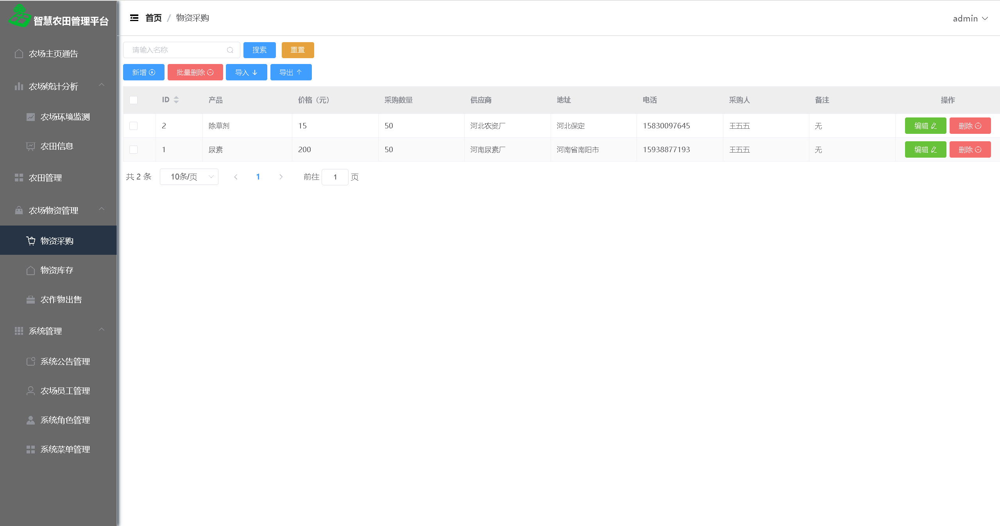 智慧农田管理平台
农场主页通告
农场统计分析
农场环境监测
农田信息
农田管理
农场物资管理
物资采购
物资库存
农作物出售
系统管理
系统公告管理
农场员工管理
系统角色管理
系统菜单管理
首页 / 物资采购
admin
请输入名称 搜索 重置
新增 批量删除 导入 导出
ID 产品 价格（元） 采购数量 供应商 地址 电话 采购人 备注 操作
2 除草剂 15 50 河北农资厂 河北保定 15830097645 王五五 无 编辑 删除
1 尿素 200 50 河南尿素厂 河南省南阳市 15938877193 王五五 无 编辑 删除
共 2 条 10条/页 1 前往 1 页